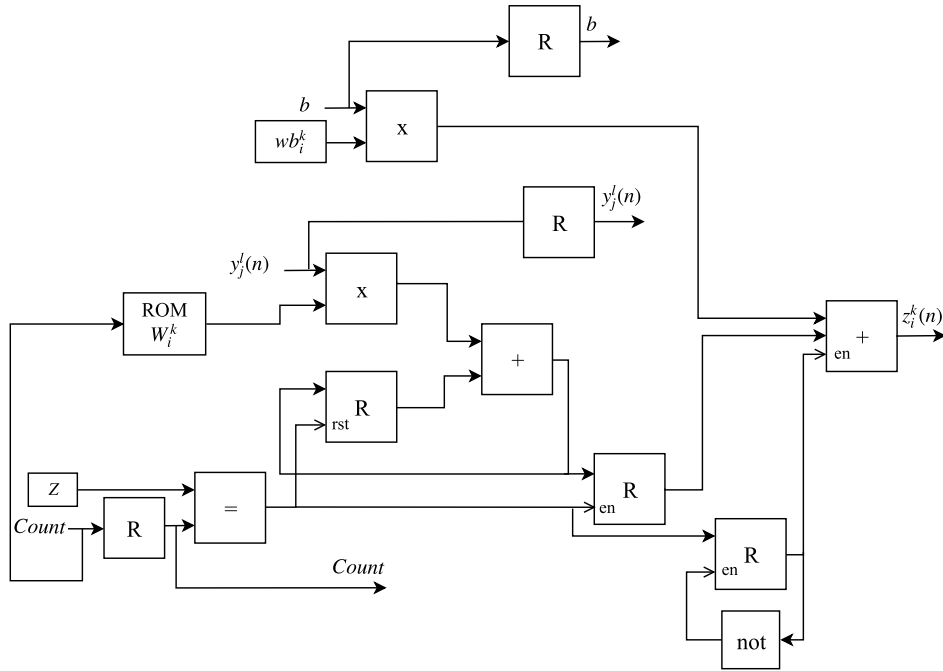 R
b
b
x
wb_i^k
R
y_j^l(n)
y_j^l(n)
x
ROM
W_i^k
z_i^k(n)
+
en
+
R
rst
Z
=
R
en
Count
R
Count
R
en
not